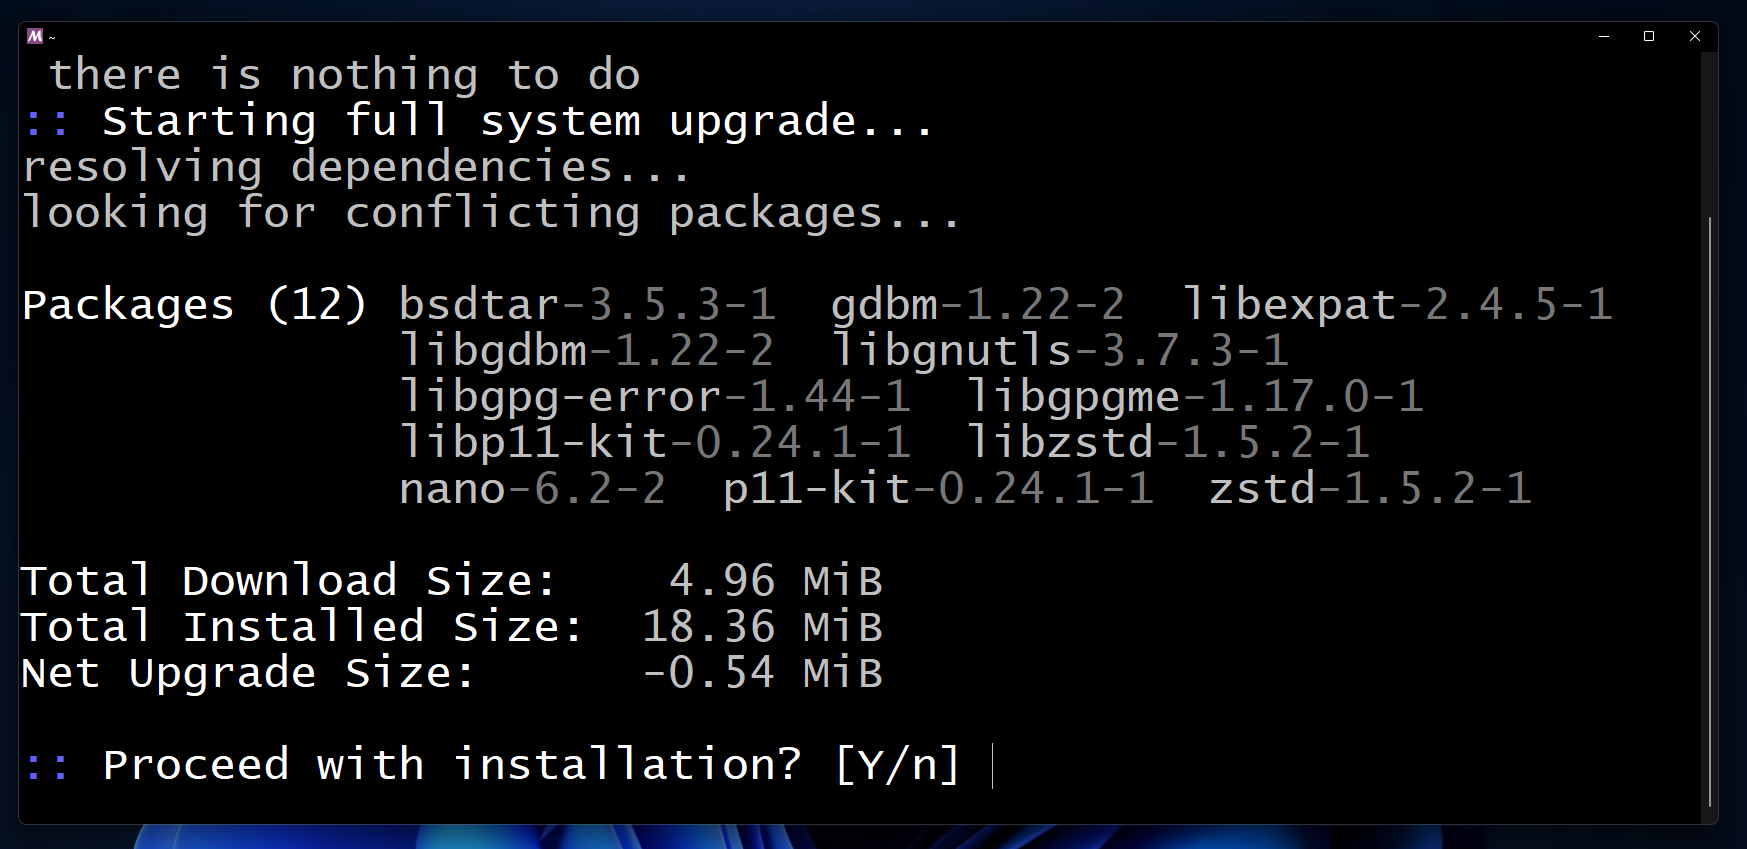 ~
there is nothing to do
:: Starting full system upgrade...
resolving dependencies...
looking for conflicting packages...
Packages (12) bsdtar-3.5.3-1  gdbm-1.22-2  libexpat-2.4.5-1
libgdbm-1.22-2  libgnutls-3.7.3-1
libgpg-error-1.44-1  libgpgme-1.17.0-1
libp11-kit-0.24.1-1  libzstd-1.5.2-1
nano-6.2-2  p11-kit-0.24.1-1  zstd-1.5.2-1
Total Download Size:    4.96 MiB
Total Installed Size:  18.36 MiB
Net Upgrade Size:      -0.54 MiB
:: Proceed with installation? [Y/n]